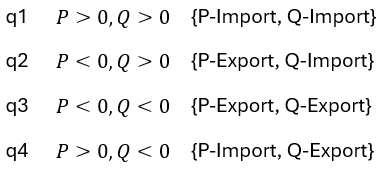 q1 P > 0, Q > 0 {P-Import, Q-Import}
q2 P < 0, Q > 0 {P-Export, Q-Import}
q3 P < 0, Q < 0 {P-Export, Q-Export}
q4 P > 0, Q < 0 {P-Import, Q-Export}